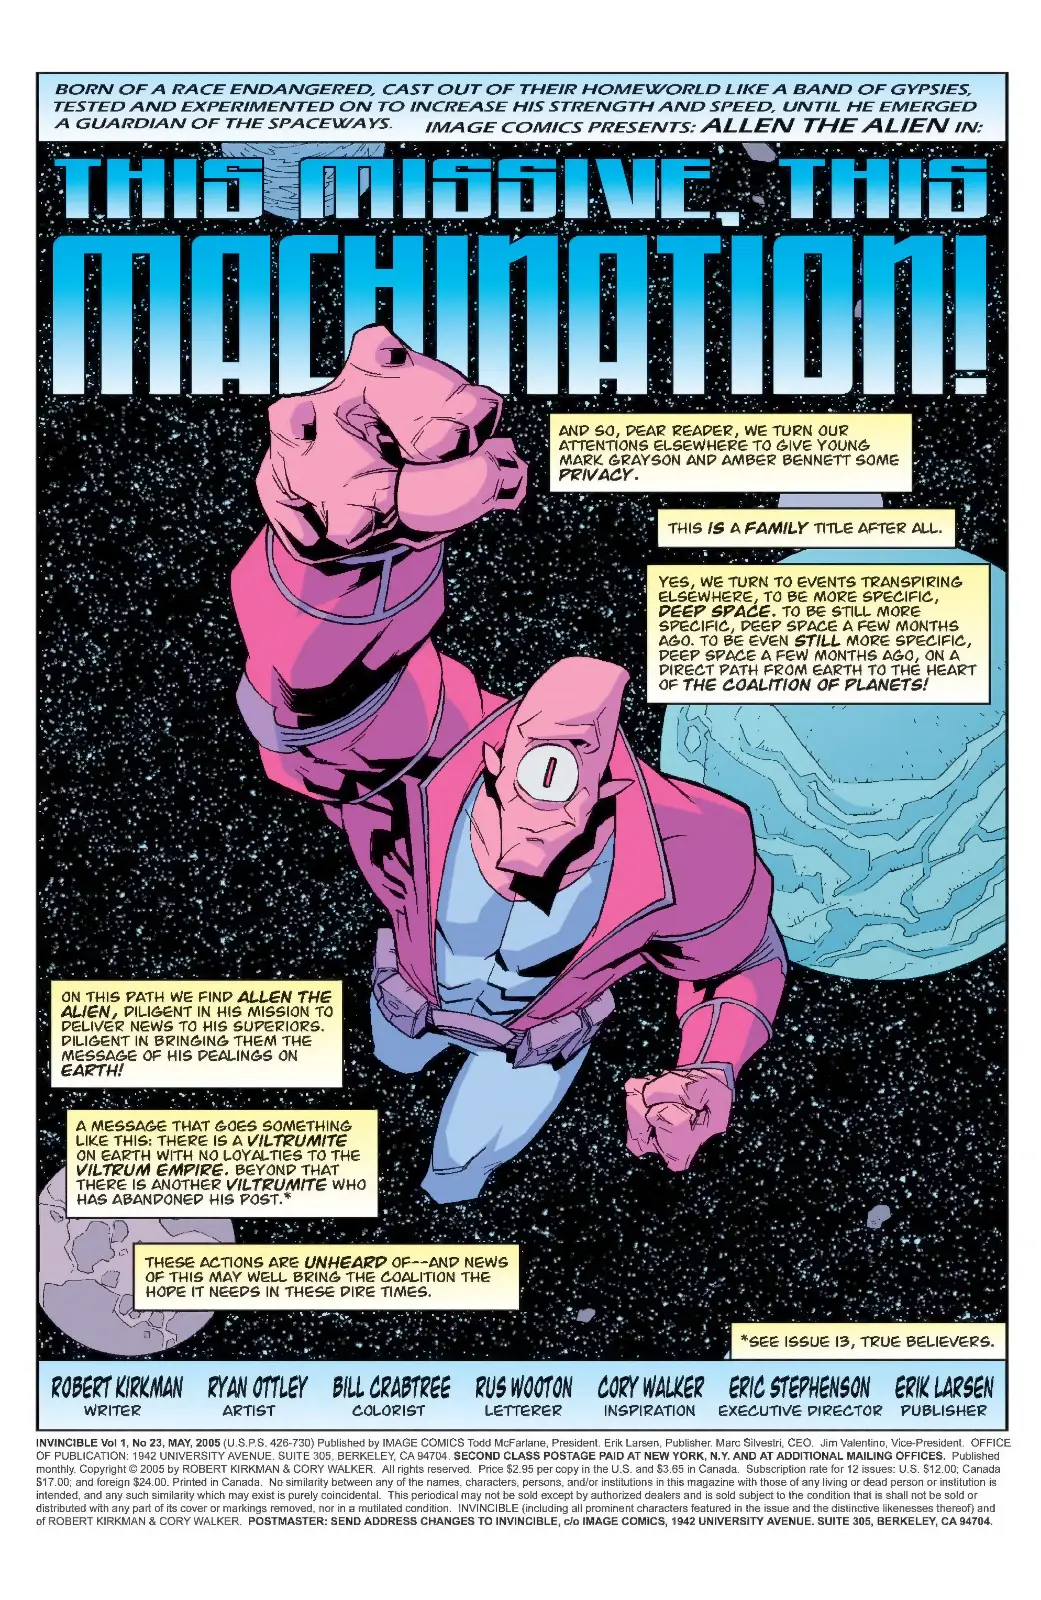 BORN OF A RACE ENDANGERED, CAST OUT OF THEIR HOMEWORLD LIKE A BAND OF GYPSIES,
TESTED AND EXPERIMENTED ON TO INCREASE HIS STRENGTH AND SPEED, UNTIL HE EMERGED
A GUARDIAN OF THE SPACEWAYS. IMAGE COMICS PRESENTS: ALLEN THE ALIEN IN:
THIS MISSIVE, THIS
MACHINATION!
AND SO, DEAR READER, WE TURN OUR
ATTENTIONS ELSEWHERE TO GIVE YOUNG
MARK GRAYSON AND AMBER BENNETT SOME
PRIVACY.
THIS IS A FAMILY TITLE AFTER ALL.
YES, WE TURN TO EVENTS TRANSPIRING
ELSEWHERE, TO BE MORE SPECIFIC,
DEEP SPACE. TO BE STILL MORE
SPECIFIC, DEEP SPACE A FEW MONTHS
AGO. TO BE EVEN STILL MORE SPECIFIC,
DEEP SPACE A FEW MONTHS AGO, ON A
DIRECT PATH FROM EARTH TO THE HEART
OF THE COALITION OF PLANETS!
ON THIS PATH WE FIND ALLEN THE
ALIEN, DILIGENT IN HIS MISSION TO
DELIVER NEWS TO HIS SUPERIORS.
DILIGENT IN BRINGING THEM THE
MESSAGE OF HIS DEALINGS ON
EARTH!
A MESSAGE THAT GOES SOMETHING
LIKE THIS: THERE IS A VILTRUMITE
ON EARTH WITH NO LOYALTIES TO THE
VILTRUM EMPIRE. BEYOND THAT
THERE IS ANOTHER VILTRUMITE WHO
HAS ABANDONED HIS POST.*
THESE ACTIONS ARE UNHEARD OF--AND NEWS
OF THIS MAY WELL BRING THE COALITION THE
HOPE IT NEEDS IN THESE DIRE TIMES.
*SEE ISSUE 13, TRUE BELIEVERS.
ROBERT KIRKMAN RYAN OTTLEY BILL CRABTREE RUS WOOTON CORY WALKER ERIC STEPHENSON ERIK LARSEN
WRITER ARTIST COLORIST LETTERER INSPIRATION EXECUTIVE DIRECTOR PUBLISHER
INVINCIBLE Vol 1, No 23, MAY, 2005 (U.S.P.S. 426-730) Published by IMAGE COMICS Todd McFarlane, President. Erik Larsen, Publisher. Marc Silvestri, CEO. Jim Valentino, Vice-President. OFFICE
OF PUBLICATION: 1942 UNIVERSITY AVENUE. SUITE 305, BERKELEY, CA 94704. SECOND CLASS POSTAGE PAID AT NEW YORK, N.Y. AND AT ADDITIONAL MAILING OFFICES. Published
monthly. Copyright © 2005 by ROBERT KIRKMAN & CORY WALKER. All rights reserved. Price $2.95 per copy in the U.S. and $3.65 in Canada. Subscription rate for 12 issues: U.S. $12.00; Canada
$17.00; and foreign $24.00. Printed in Canada. No similarity between any of the names, characters, persons, and/or institutions in this magazine with those of any living or dead person or institution is
intended, and any such similarity which may exist is purely coincidental. This periodical may not be sold except by authorized dealers and is sold subject to the condition that is shall not be sold or
distributed with any part of its cover or markings removed, nor in a mutilated condition. INVINCIBLE (including all prominent characters featured in the issue and the distinctive likenesses thereof) and
of ROBERT KIRKMAN & CORY WALKER. POSTMASTER: SEND ADDRESS CHANGES TO INVINCIBLE, c/o IMAGE COMICS, 1942 UNIVERSITY AVENUE. SUITE 305, BERKELEY, CA 94704.